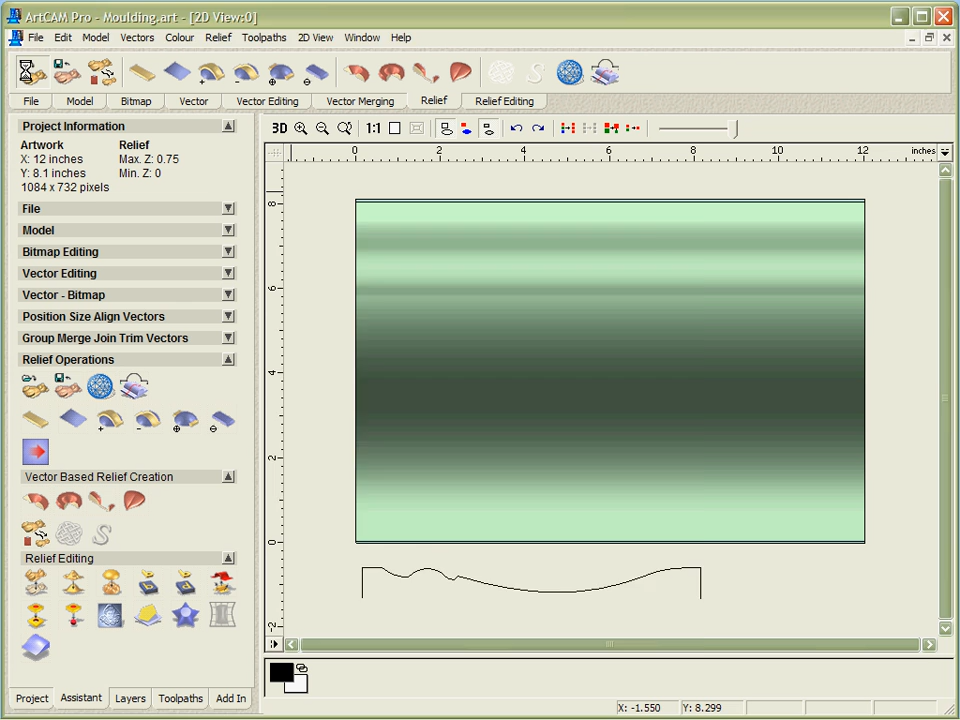 ArtCAM Pro - Moulding.art - [2D View:0]
File Edit Model Vectors Colour Relief Toolpaths 2D View Window Help
File Model Bitmap Vector Vector Editing Vector Merging Relief Relief Editing
Project Information
Artwork Relief
X: 12 inches Max. Z: 0.75
Y: 8.1 inches Min. Z: 0
1084 x 732 pixels
File
Model
Bitmap Editing
Vector Editing
Vector - Bitmap
Position Size Align Vectors
Group Merge Join Trim Vectors
Relief Operations
Vector Based Relief Creation
Relief Editing
Project Assistant Layers Toolpaths Add In
3D 1:1
0 2 4 6 8 10 12 inches
8
6
4
2
0
-2
X: -1.550 Y: 8.299